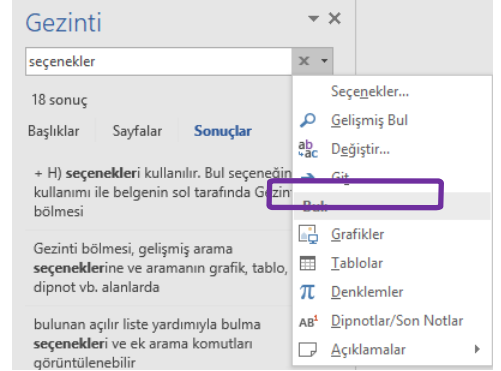 Gezinti
seçenekler
18 sonuç
Başlıklar Sayfalar Sonuçlar
+ H) seçenekleri kullanılır. Bul seçeneğin
kullanımı ile belgenin sol tarafında Gezin
bölmesi
Gezinti bölmesi, gelişmiş arama
seçeneklerine ve aramanın grafik, tablo,
dipnot vb. alanlarda
bulunan açılır liste yardımıyla bulma
seçenekleri ve ek arama komutları
görüntülenebilir
Seçenekler...
Gelişmiş Bul
Değiştir...
Git
Bul:
Grafikler
Tablolar
Denklemler
Dipnotlar/Son Notlar
Açıklamalar